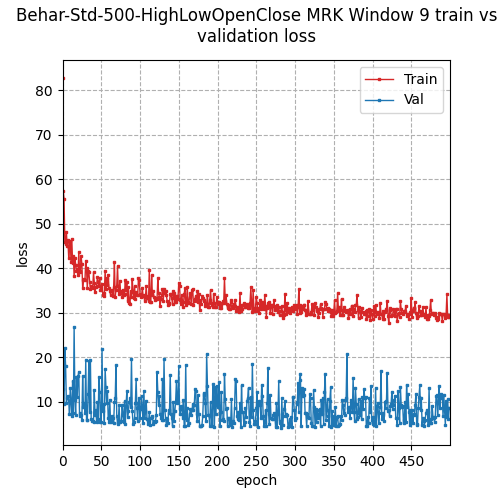 Behar-Std-500-HighLowOpenClose MRK Window 9 train vs
validation loss
Train
Val
80
70
60
50
40
30
20
10
loss
0 50 100 150 200 250 300 350 400 450
epoch